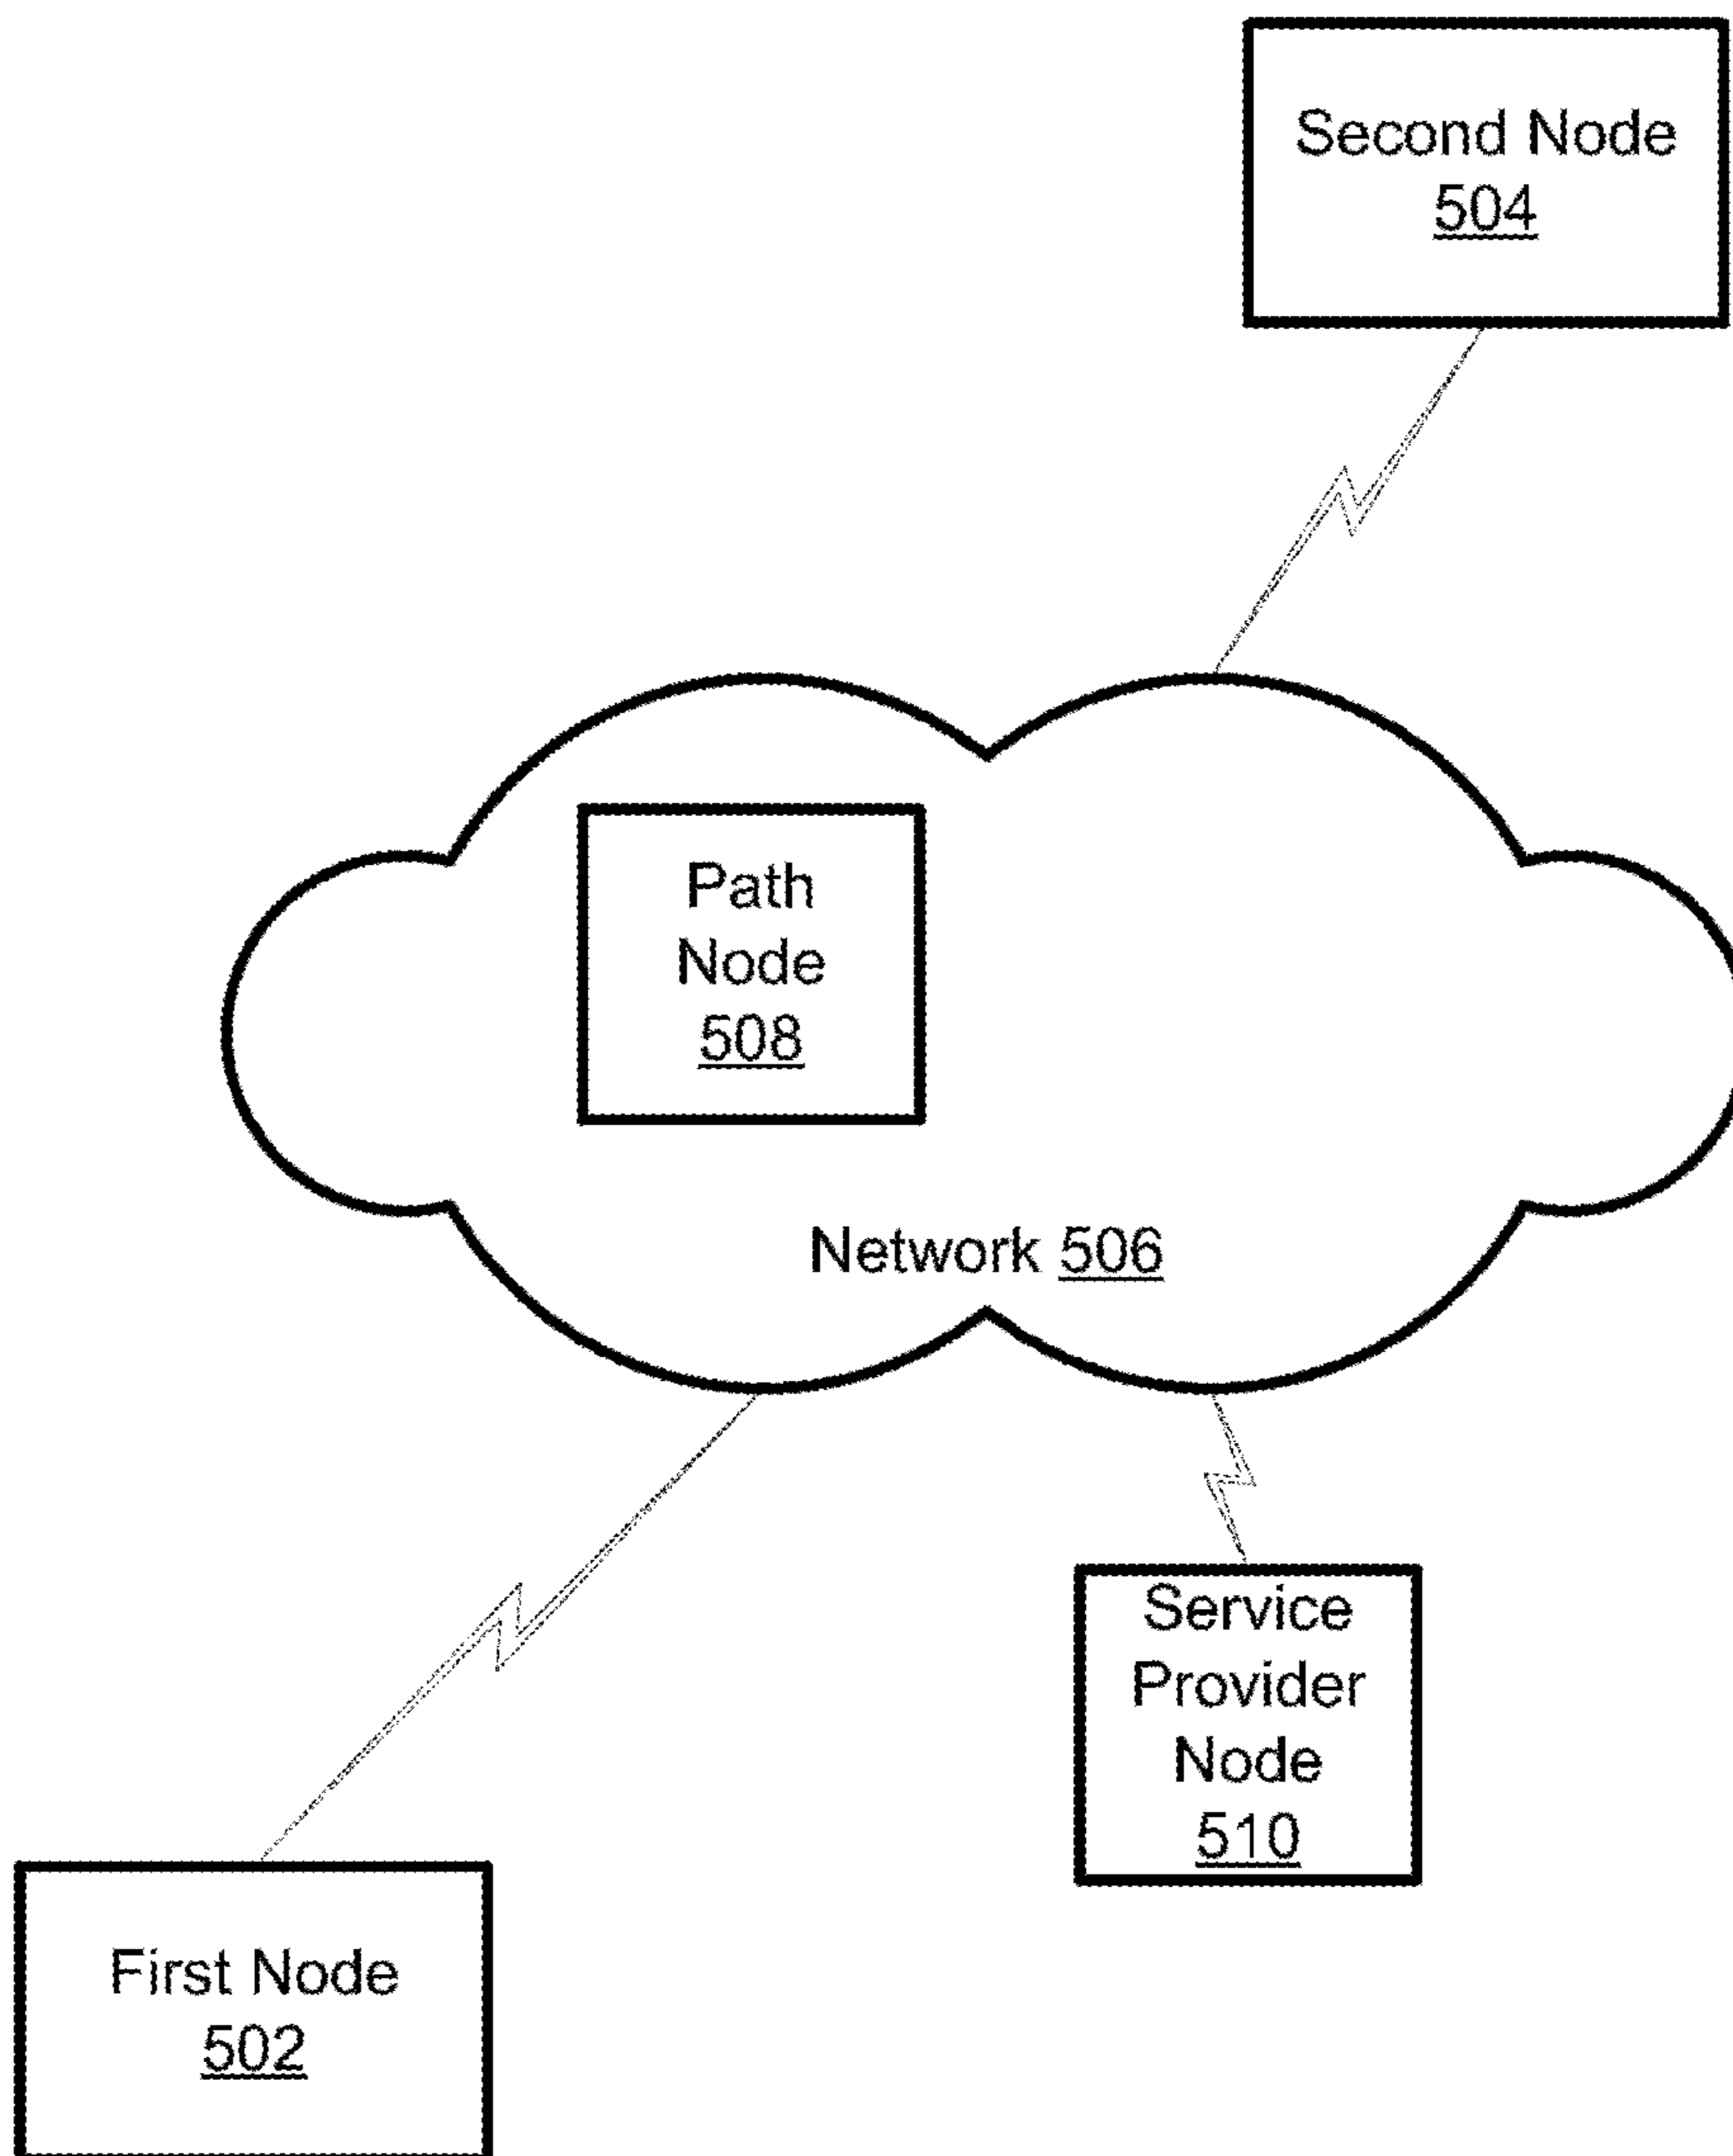 Second Node
504
Path
Node
508
Network 506
Service
Provider
Node
510
First Node
502